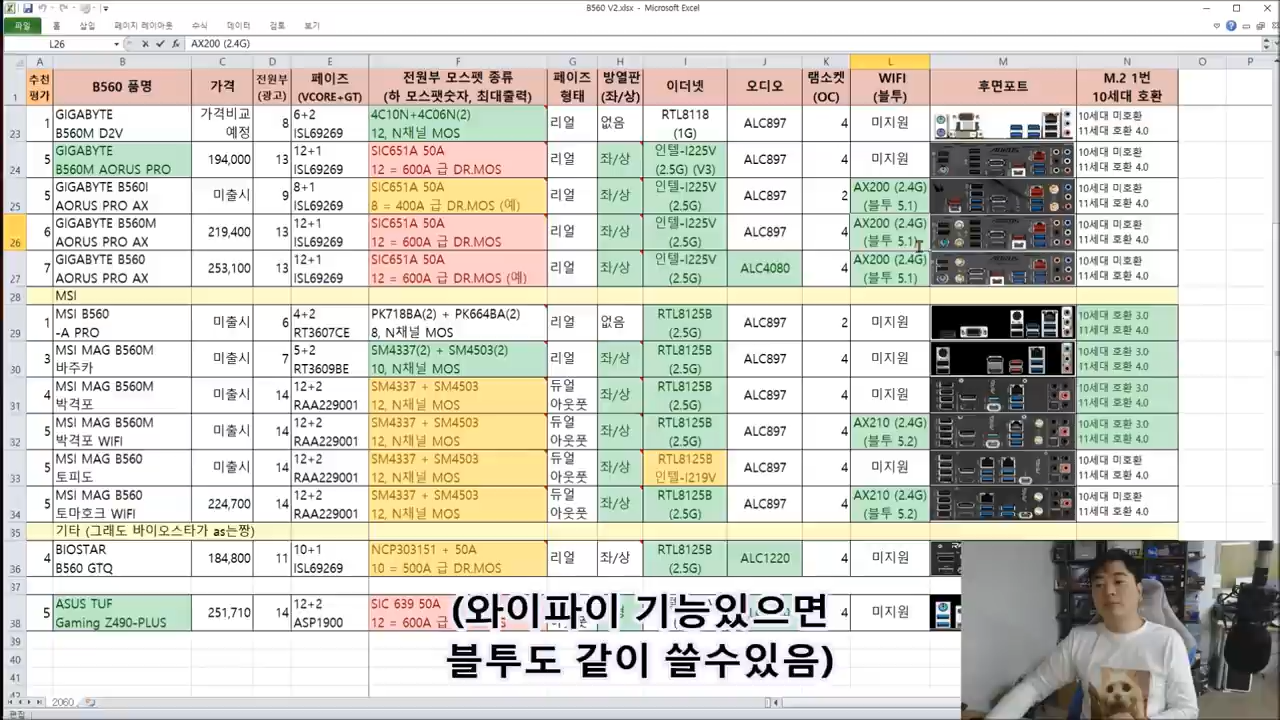 B560 V2.xlsx - Microsoft Excel
파일 홈 삽입 페이지 레이아웃 수식 데이터 검토 보기
L26 AX200 (2.4G)
A B C D E F G H I J K L M N O P
1 추천평가 B560 품명 가격 전원부(광고) 페이즈(VCORE+GT) 전원부 모스펫 종류(하 모스펫숫자, 최대출력) 페이즈형태 방열판(좌/상) 이더넷 오디오 램소켓(OC) WIFI(블투) 후면포트 M.2 1번 10세대 호환
23 1 GIGABYTE B560M D2V 가격비교예정 8 6+2 ISL69269 4C10N+4C06N(2) 12, N채널 MOS 리얼 없음 RTL8118 (1G) ALC897 4 미지원 10세대 미호환 11세대 호환 4.0
24 5 GIGABYTE B560M AORUS PRO 194,000 13 12+1 ISL69269 SIC651A 50A 12 = 600A 급 DR.MOS 리얼 좌/상 인텔-I225V (2.5G) (V3) ALC897 4 미지원 10세대 미호환 11세대 호환 4.0
25 5 GIGABYTE B560I AORUS PRO AX 미출시 9 8+1 ISL69269 SIC651A 50A 8 = 400A 급 DR.MOS (예) 리얼 좌/상 인텔-I225V (2.5G) ALC897 2 AX200 (2.4G) (블투 5.1) 10세대 미호환 11세대 호환 4.0
26 6 GIGABYTE B560M AORUS PRO AX 219,400 13 12+1 ISL69269 SIC651A 50A 12 = 600A 급 DR.MOS 리얼 좌/상 인텔-I225V (2.5G) ALC897 4 AX200 (2.4G) (블투 5.1) 10세대 미호환 11세대 호환 4.0
27 7 GIGABYTE B560 AORUS PRO AX 253,100 13 12+1 ISL69269 SIC651A 50A 12 = 600A 급 DR.MOS (예) 리얼 좌/상 인텔-I225V (2.5G) ALC4080 4 AX200 (2.4G) (블투 5.1) 10세대 미호환 11세대 호환 4.0
28 MSI
29 1 MSI B560 -A PRO 미출시 6 4+2 RT3607CE PK718BA(2) + PK664BA(2) 8, N채널 MOS 리얼 없음 RTL8125B (2.5G) ALC897 2 미지원 10세대 호환 3.0 11세대 호환 4.0
30 3 MSI MAG B560M 바주카 미출시 7 5+2 RT3609BE SM4337(2) + SM4503(2) 10, N채널 MOS 리얼 좌/상 RTL8125B (2.5G) ALC897 4 미지원 10세대 호환 3.0 11세대 호환 4.0
31 4 MSI MAG B560M 박격포 미출시 14 12+2 RAA229001 SM4337 + SM4503 12, N채널 MOS 듀얼 아웃풋 좌/상 RTL8125B (2.5G) ALC897 4 미지원 10세대 호환 3.0 11세대 호환 4.0
32 5 MSI MAG B560M 박격포 WIFI 미출시 14 12+2 RAA229001 SM4337 + SM4503 12, N채널 MOS 듀얼 아웃풋 좌/상 RTL8125B (2.5G) ALC897 4 AX210 (2.4G) (블투 5.2) 10세대 호환 3.0 11세대 호환 4.0
33 5 MSI MAG B560 토피도 미출시 14 12+2 RAA229001 SM4337 + SM4503 12, N채널 MOS 듀얼 아웃풋 좌/상 RTL8125B 인텔-I219V ALC897 4 미지원 10세대 미호환 11세대 호환 4.0
34 5 MSI MAG B560 토마호크 WIFI 224,700 14 12+2 RAA229001 SM4337 + SM4503 12, N채널 MOS 듀얼 아웃풋 좌/상 RTL8125B (2.5G) ALC897 4 AX210 (2.4G) (블투 5.2) 10세대 미호환 11세대 호환 4.0
35 기타 (그래도 바이오스타가 as는짱)
36 4 BIOSTAR B560 GTQ 184,800 11 10+1 ISL69269 NCP303151 + 50A 10 = 500A 급 DR.MOS 리얼 좌/상 RTL8125B (2.5G) ALC1220 4 미지원
37
38 5 ASUS TUF Gaming Z490-PLUS 251,710 14 12+2 ASP1900 SIC 639 50A 12 = 600A 4 미지원
39
40
41
42
(와이파이 기능있으면
블투도 같이 쓸수있음)
2060